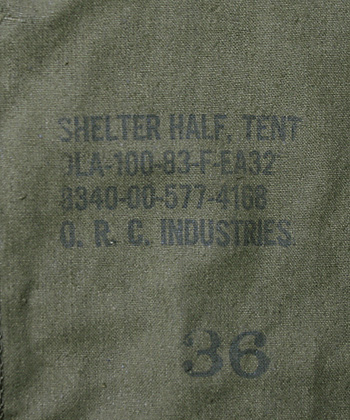 SHELTER HALF, TENT
DLA-100-83-F-EA32
8340-00-577-4168
O. R. C. INDUSTRIES.
36